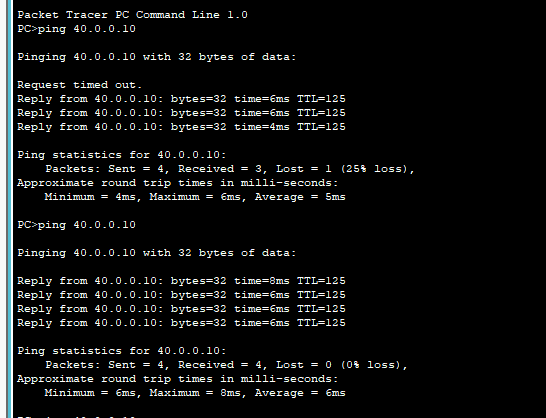 Packet Tracer PC Command Line 1.0
PC>ping 40.0.0.10
Pinging 40.0.0.10 with 32 bytes of data:
Request timed out.
Reply from 40.0.0.10: bytes=32 time=6ms TTL=125
Reply from 40.0.0.10: bytes=32 time=6ms TTL=125
Reply from 40.0.0.10: bytes=32 time=4ms TTL=125
Ping statistics for 40.0.0.10:
Packets: Sent = 4, Received = 3, Lost = 1 (25% loss),
Approximate round trip times in milli-seconds:
Minimum = 4ms, Maximum = 6ms, Average = 5ms
PC>ping 40.0.0.10
Pinging 40.0.0.10 with 32 bytes of data:
Reply from 40.0.0.10: bytes=32 time=8ms TTL=125
Reply from 40.0.0.10: bytes=32 time=6ms TTL=125
Reply from 40.0.0.10: bytes=32 time=6ms TTL=125
Reply from 40.0.0.10: bytes=32 time=6ms TTL=125
Ping statistics for 40.0.0.10:
Packets: Sent = 4, Received = 4, Lost = 0 (0% loss),
Approximate round trip times in milli-seconds:
Minimum = 6ms, Maximum = 8ms, Average = 6ms